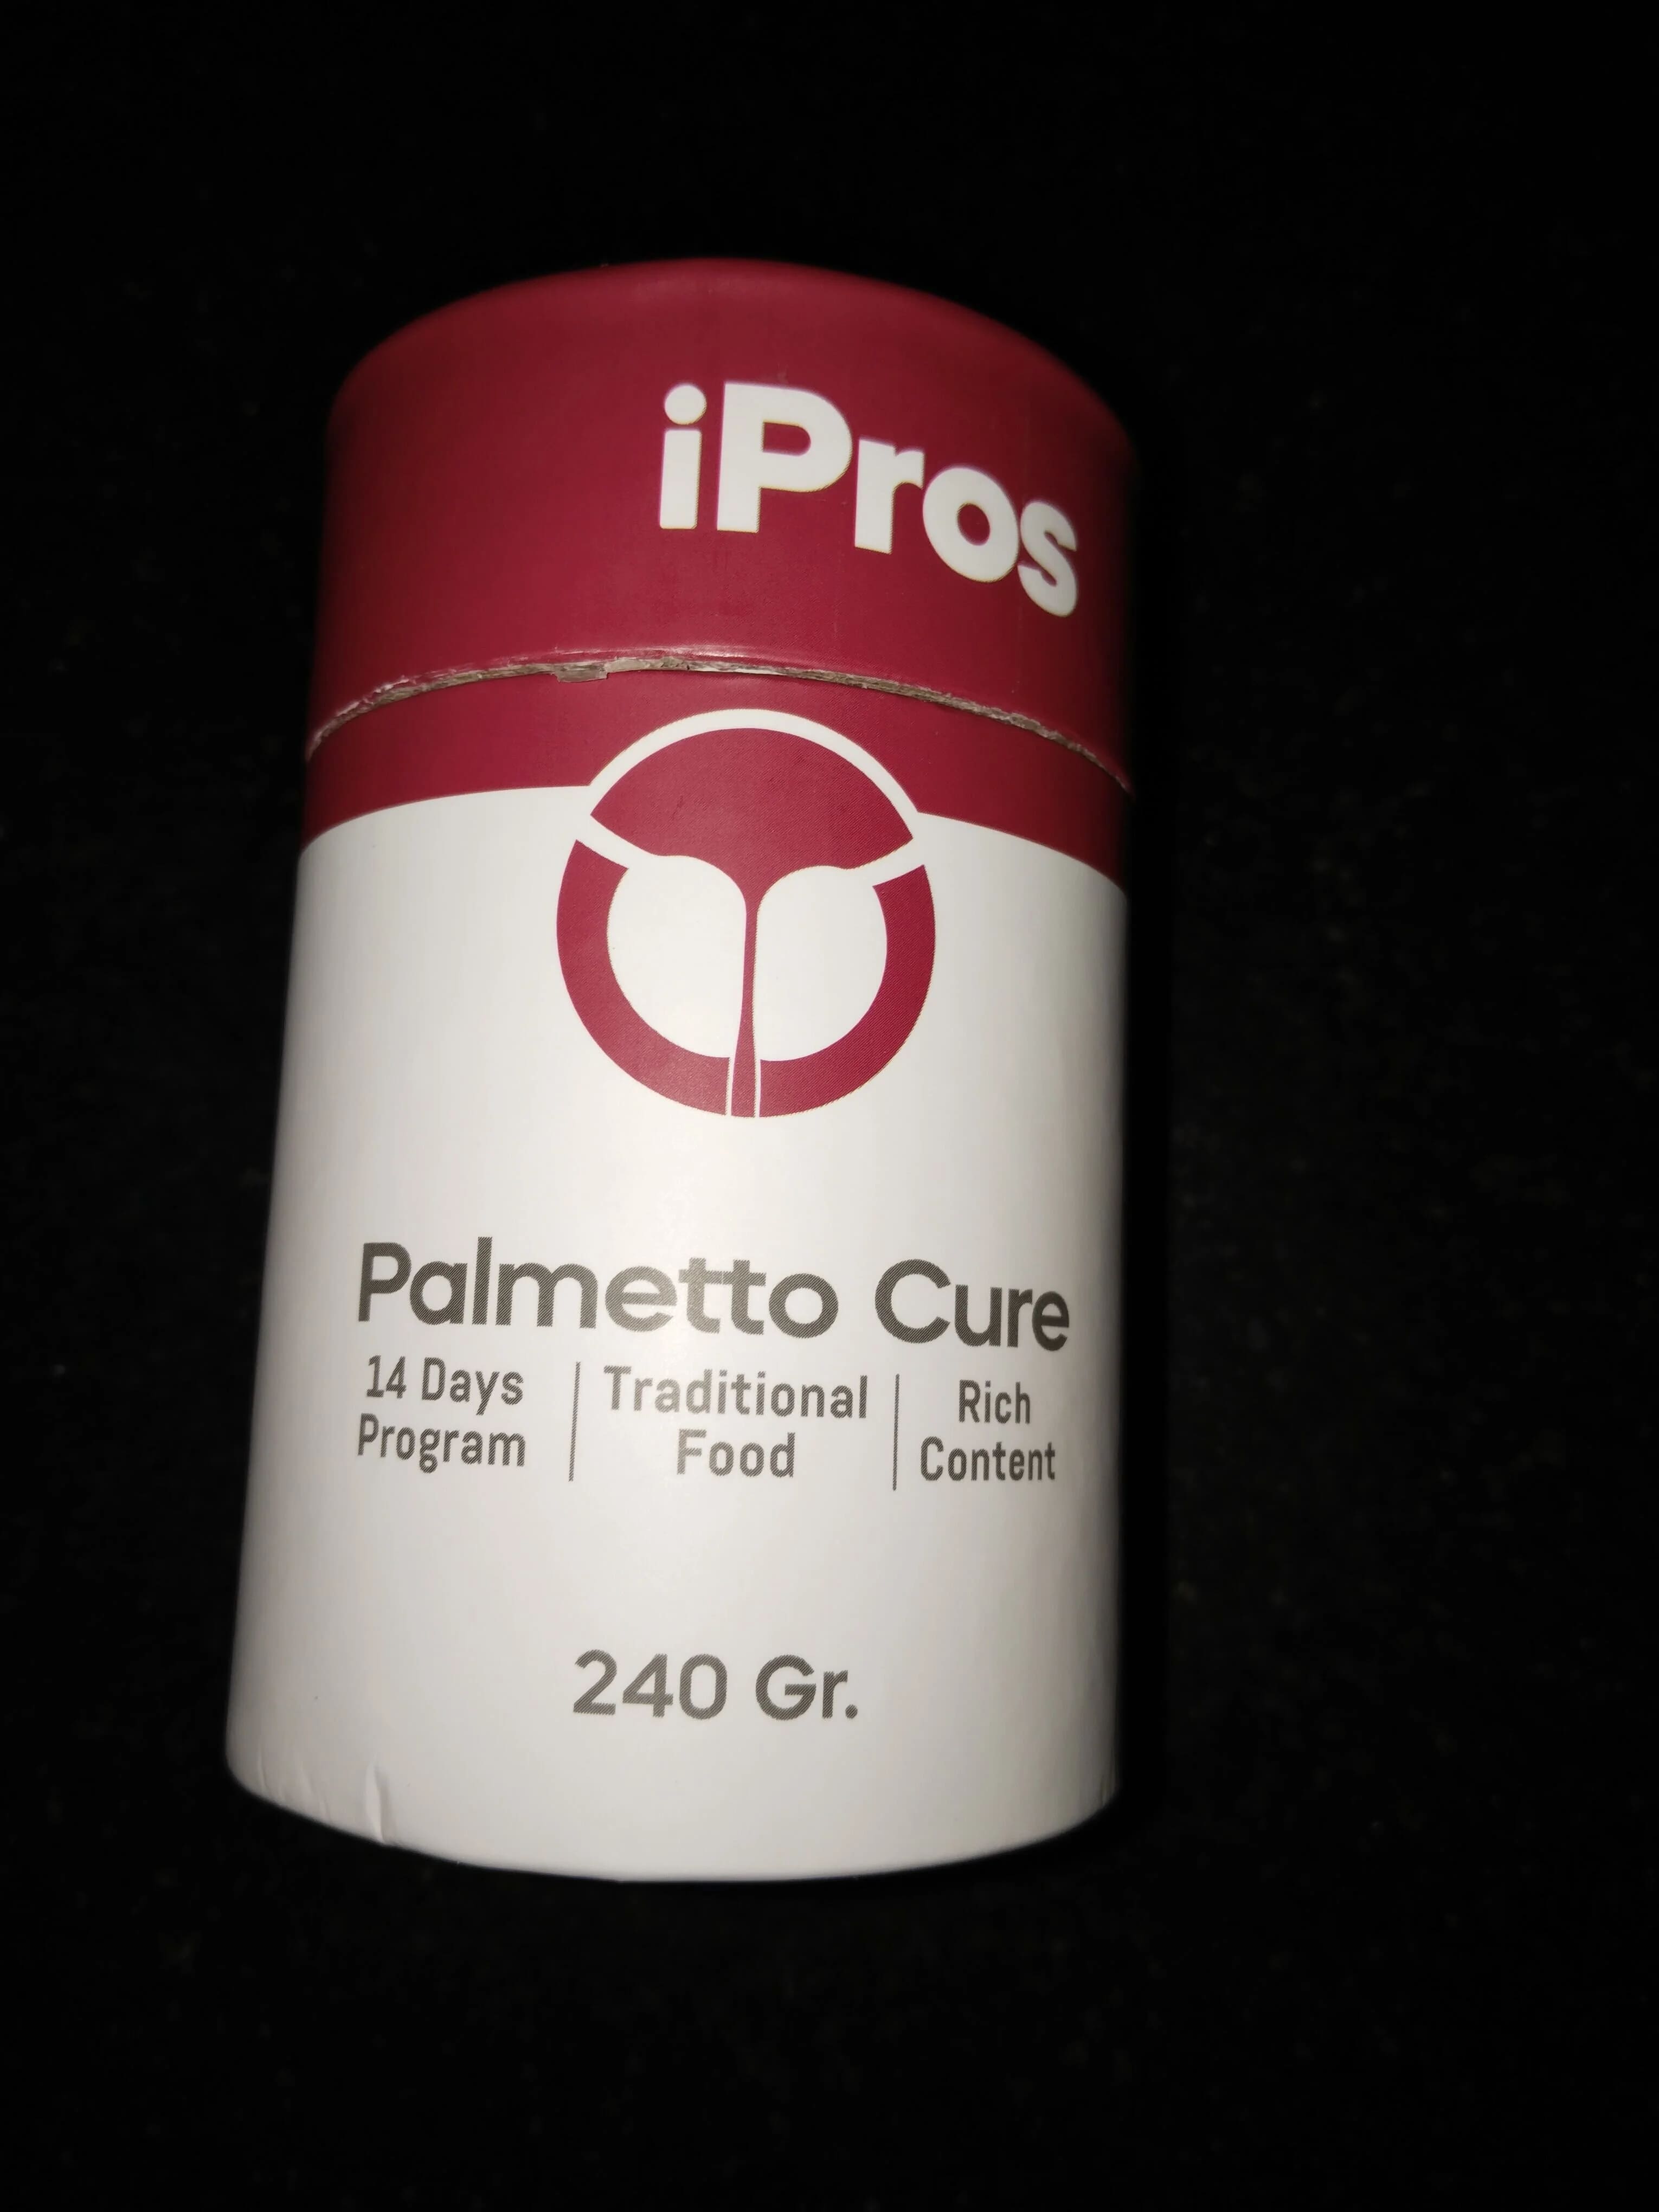 iPros
Palmetto Cure
14 Days
Program
Traditional
Food
Rich
Content
240 Gr.